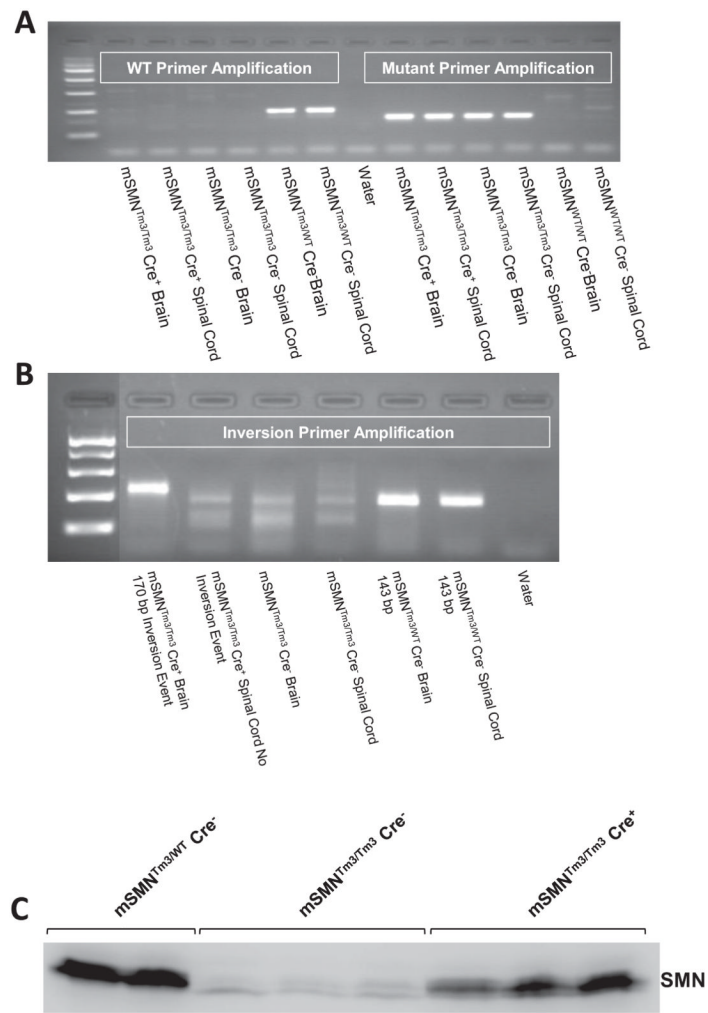 A
WT Primer Amplification
Mutant Primer Amplification
mSMNTm3/Tm3 Cre+ Brain
mSMNTm3/Tm3 Cre+ Spinal Cord
mSMNTm3/Tm3 Cre- Brain
mSMNTm3/Tm3 Cre- Spinal Cord
mSMNTm3/WT Cre-Brain
mSMNTm3/WT Cre- Spinal Cord
Water
mSMNTm3/Tm3 Cre+ Brain
mSMNTm3/Tm3 Cre+ Spinal Cord
mSMNTm3/Tm3 Cre- Brain
mSMNTm3/Tm3 Cre- Spinal Cord
mSMNWT/WT Cre-Brain
mSMNWT/WT Cre- Spinal Cord
B
Inversion Primer Amplification
mSMNTm3/Tm3 Cre+ Brain
170 bp Inversion Event
mSMNTm3/Tm3 Cre+ Spinal Cord No
Inversion Event
mSMNTm3/Tm3 Cre- Brain
mSMNTm3/Tm3 Cre- Spinal Cord
mSMNTm3/WT Cre- Brain
143 bp
mSMNTm3/WT Cre- Spinal Cord
143 bp
Water
C
mSMNTm3/WT Cre-
mSMNTm3/Tm3 Cre-
mSMNTm3/Tm3 Cre+
SMN